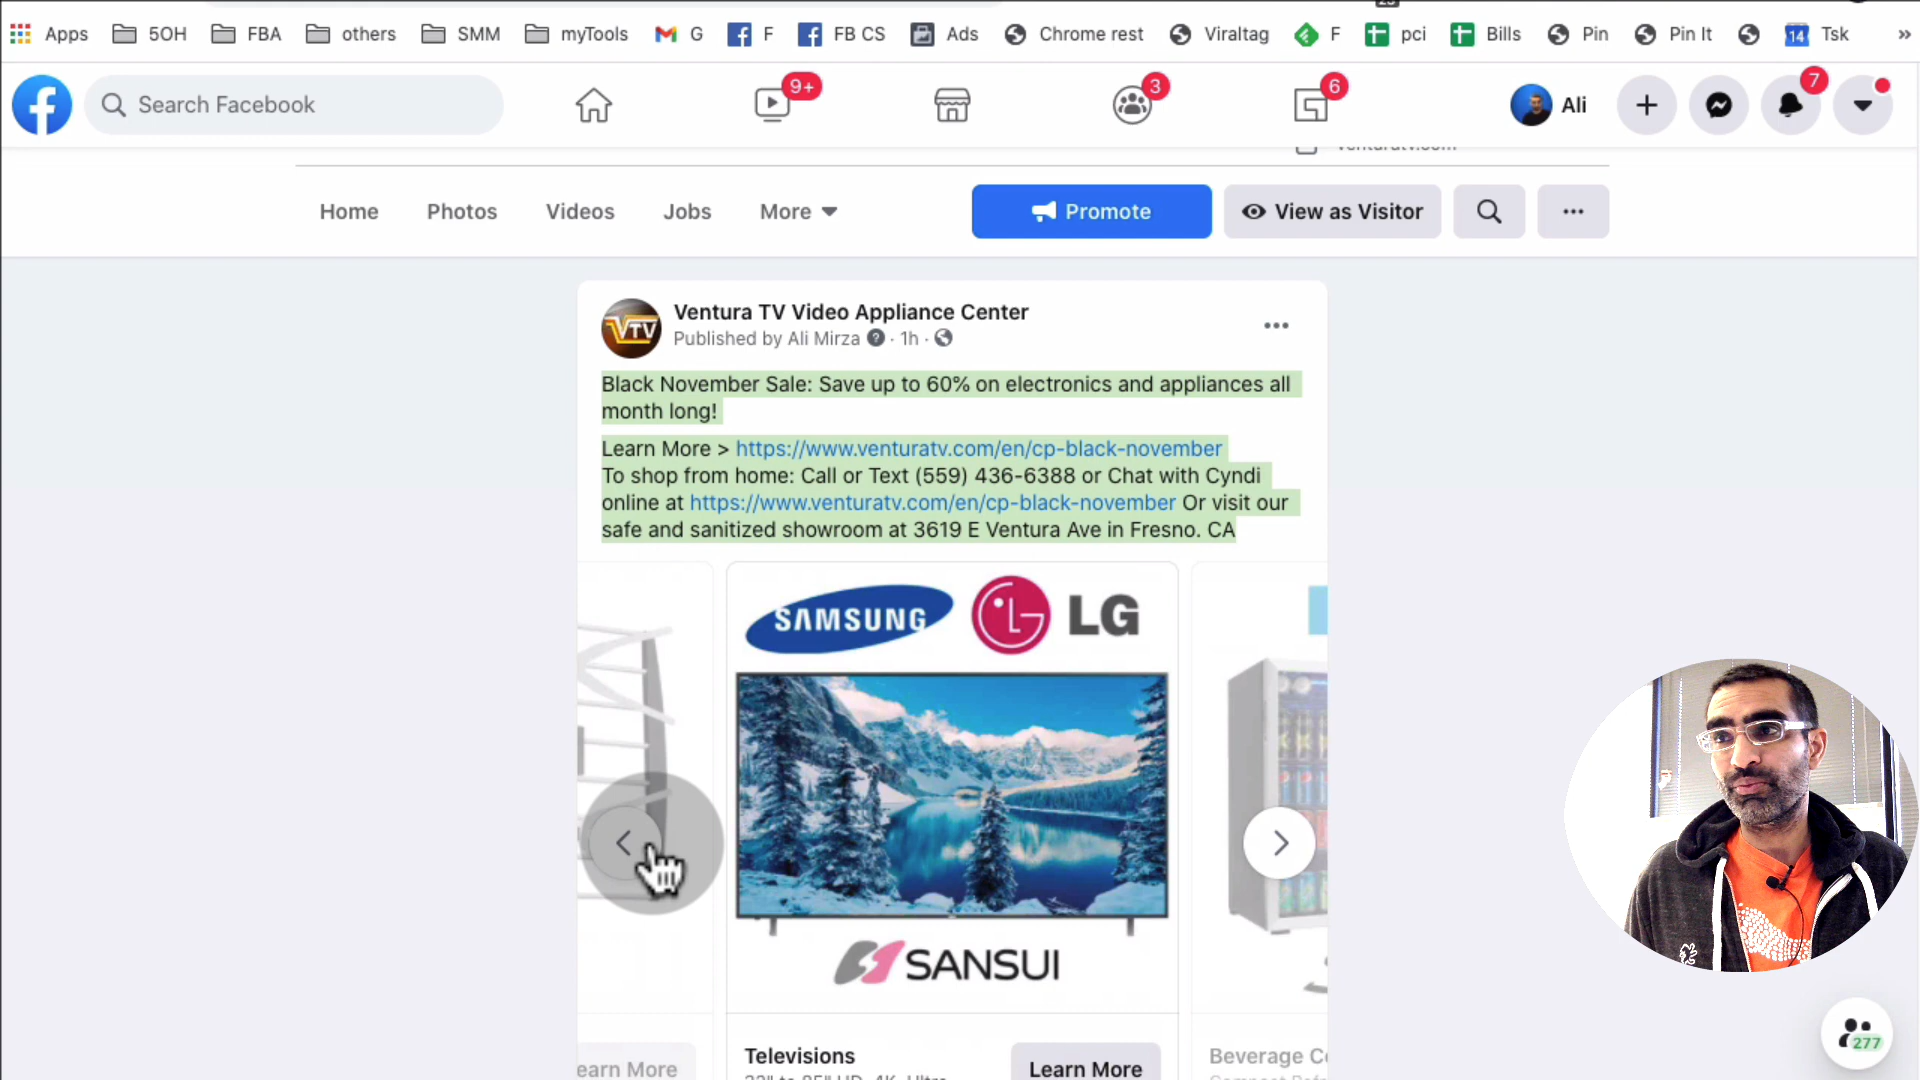 Apps 5OH FBA others SMM myTools G F FB CS Ads Chrome rest Viraltag F pci Bills Pin Pin It 14 Tsk »
Search Facebook 9+ 3 6 Ali 7
venturatv.com
Home Photos Videos Jobs More Promote View as Visitor
Ventura TV Video Appliance Center
Published by Ali Mirza · 1h ·
VTV
Black November Sale: Save up to 60% on electronics and appliances all
month long!
Learn More > https://www.venturatv.com/en/cp-black-november
To shop from home: Call or Text (559) 436-6388 or Chat with Cyndi
online at https://www.venturatv.com/en/cp-black-november Or visit our
safe and sanitized showroom at 3619 E Ventura Ave in Fresno. CA
SAMSUNG LG
SANSUI
earn More
Televisions
Learn More
Beverage C
277